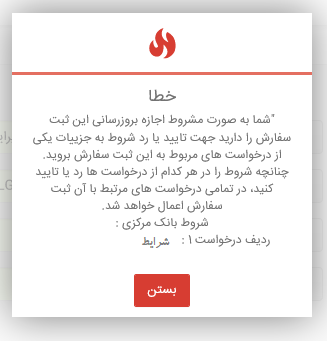 خطا
"شما به صورت مشروط اجازه بروزرسانی این ثبت
سفارش را دارید جهت تایید یا رد شروط به جزییات یکی
از درخواست های مربوط به این ثبت سفارش بروید.
چنانچه شروط را در هر کدام از درخواست ها رد یا تایید
کنید، در تمامی درخواست های مرتبط با آن ثبت
سفارش اعمال خواهد شد.
شروط بانک مرکزی :
ردیف درخواست 1 : شرایط
بستن